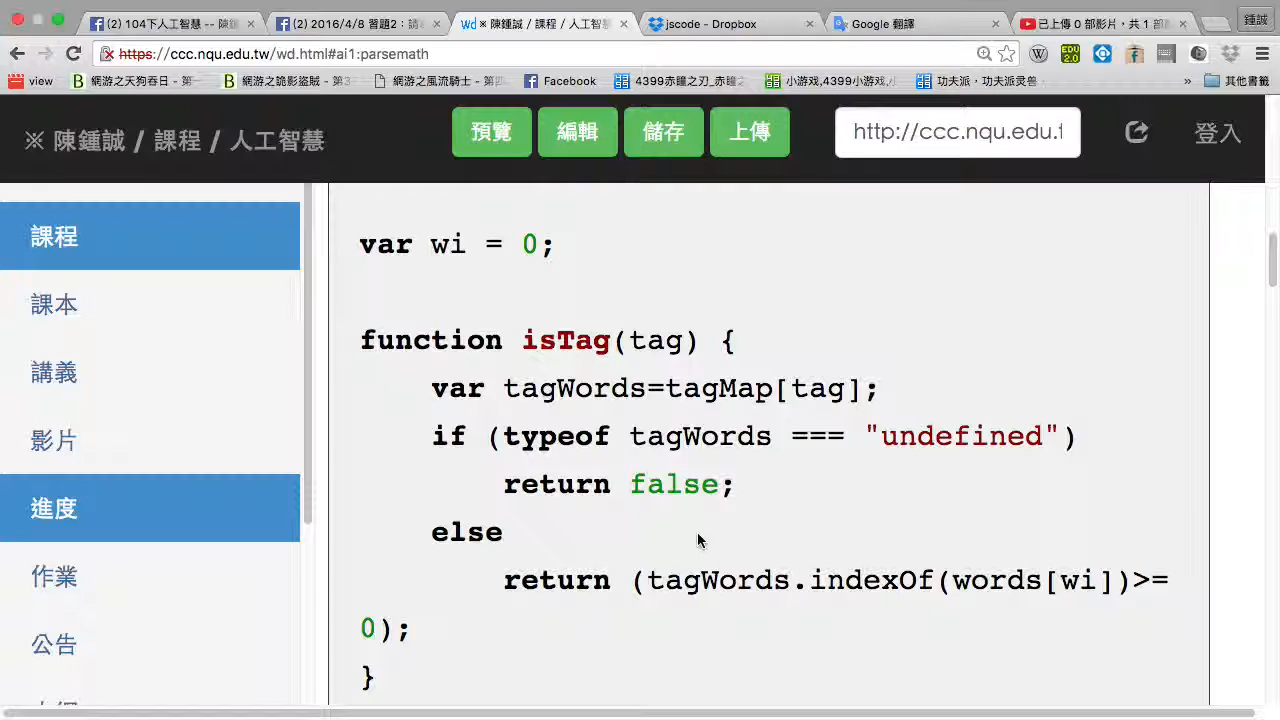 (2) 104下人工智慧 -- 陳鍾
(2) 2016/4/8 習題2：請
Wd ※ 陳鍾誠 / 課程 / 人工智慧
jscode - Dropbox
Google 翻譯
已上傳 0 部影片，共 1 部
鍾誠
https://ccc.nqu.edu.tw/wd.html#ai1:parsemath
view
網游之天狗春日 - 第一
網游之詭影盜賊 - 第3
網游之風流騎士 - 第四
Facebook
4399赤瞳之刃_赤瞳之
小游戏,4399小游戏,
功夫派，功夫派灵兽
»
其他書籤
※ 陳鍾誠 / 課程 / 人工智慧
預覽
編輯
儲存
上傳
http://ccc.nqu.edu.t
登入
課程
課本
講義
影片
進度
作業
公告
var wi = 0;
function isTag(tag) {
var tagWords=tagMap[tag];
if (typeof tagWords === "undefined")
return false;
else
return (tagWords.indexOf(words[wi])>=
0);
}